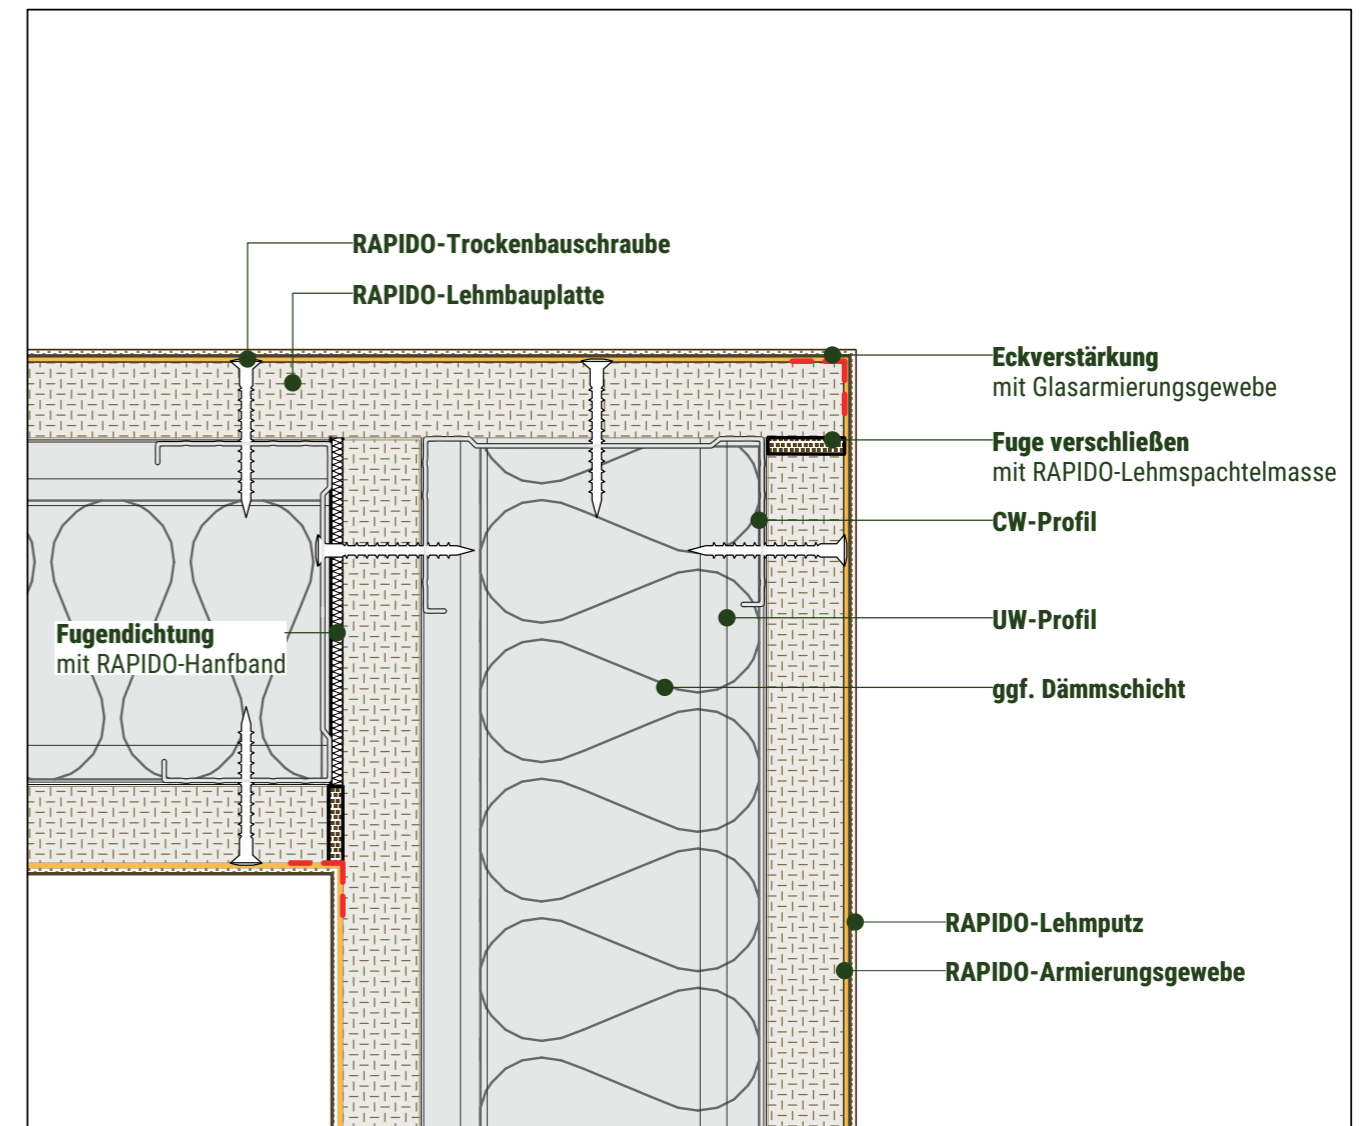 RAPIDO-Trockenbauschraube
RAPIDO-Lehmbauplatte
Eckverstärkung
mit Glasarmierungsgewebe
Fuge verschließen
mit RAPIDO-Lehmspachtelmasse
CW-Profil
UW-Profil
Fugendichtung
mit RAPIDO-Hanfband
ggf. Dämmschicht
RAPIDO-Lehmputz
RAPIDO-Armierungsgewebe